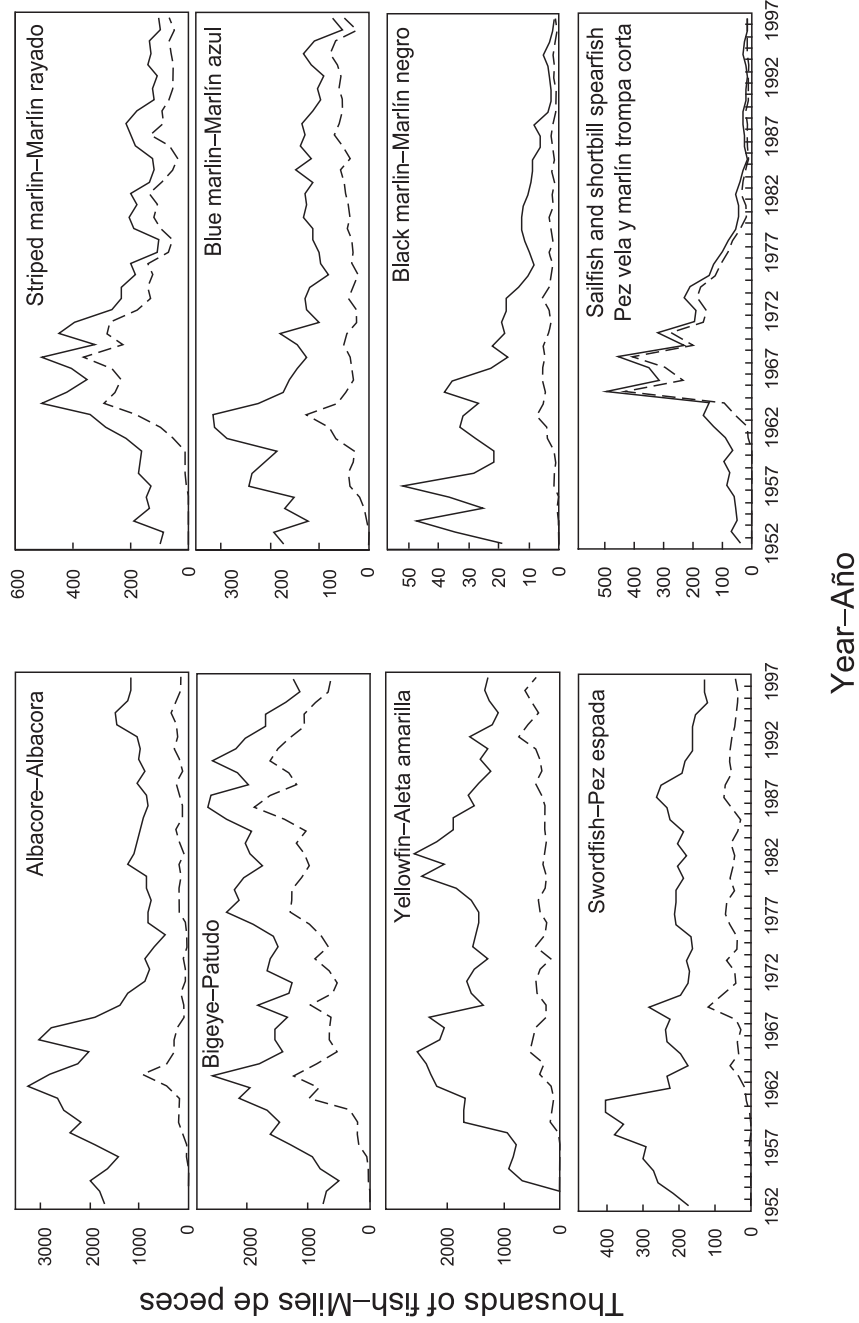 Albacore–Albacora
3000
2000
1000
0
Bigeye–Patudo
2000
1000
0
Yellowfin–Aleta amarilla
2000
1000
0
Swordfish–Pez espada
400
300
200
100
0
1952 1957 1962 1967 1972 1977 1982 1987 1992 1997
Striped marlin–Marlín rayado
600
400
200
0
Blue marlin–Marlín azul
300
200
100
0
Black marlin–Marlín negro
50
40
30
20
10
0
Sailfish and shortbill spearfish
Pez vela y marlín trompa corta
500
400
300
200
100
0
1952 1957 1962 1967 1972 1977 1982 1987 1992 1997
Thousands of fish–Miles de peces
Year–Año